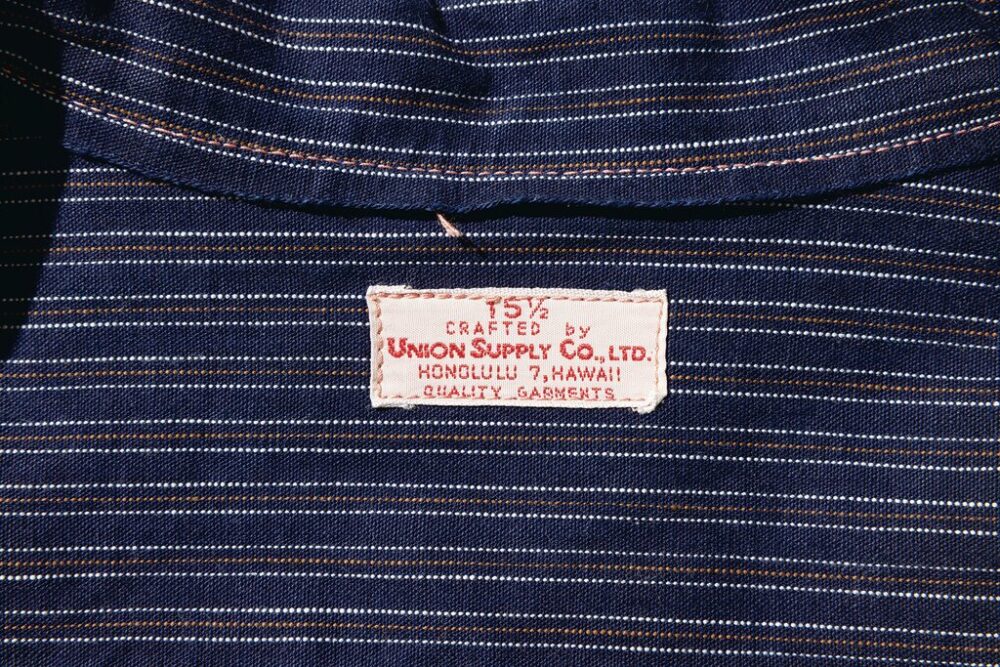 15½
CRAFTED by
UNION SUPPLY CO., LTD.
HONOLULU 7, HAWAII
QUALITY GARMENTS